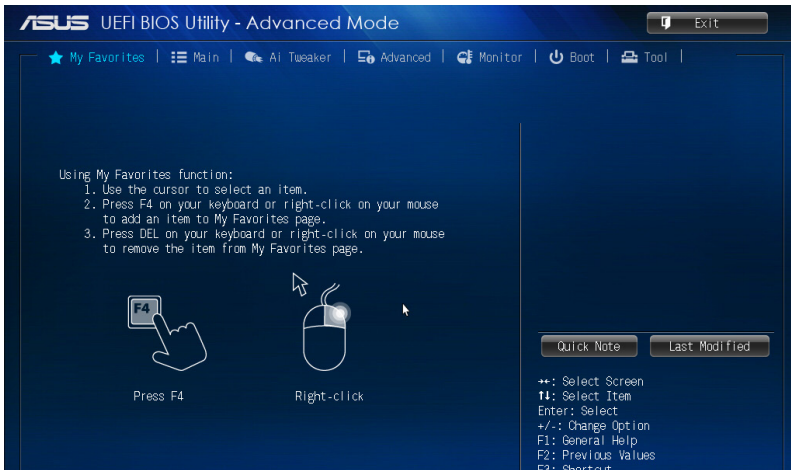 ASUS UEFI BIOS Utility - Advanced Mode
Exit
My Favorites | Main | Ai Tweaker | Advanced | Monitor | Boot | Tool |
Using My Favorites function:
1. Use the cursor to select an item.
2. Press F4 on your keyboard or right-click on your mouse
to add an item to My Favorites page.
3. Press DEL on your keyboard or right-click on your mouse
to remove the item from My Favorites page.
F4
Press F4
Right-click
Quick Note
Last Modified
→←: Select Screen
↑↓: Select Item
Enter: Select
+/-: Change Option
F1: General Help
F2: Previous Values
F3: Shortcut